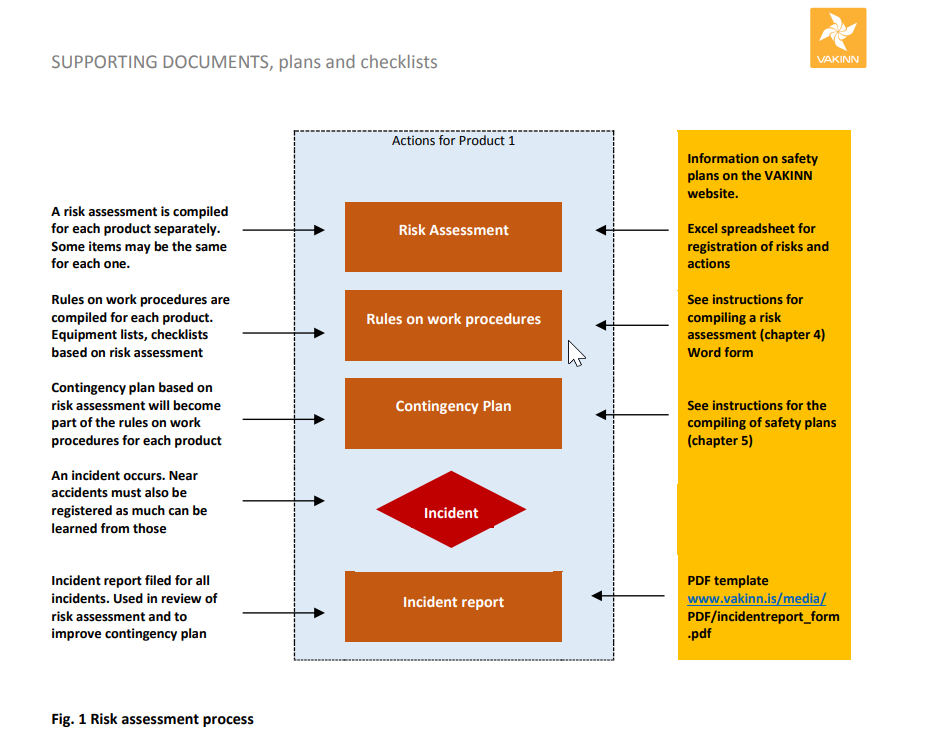 VAKINN
SUPPORTING DOCUMENTS, plans and checklists
Actions for Product 1
A risk assessment is compiled
for each product separately.
Some items may be the same
for each one.
Rules on work procedures are
compiled for each product.
Equipment lists, checklists
based on risk assessment
Contingency plan based on
risk assessment will become
part of the rules on work
procedures for each product
An incident occurs. Near
accidents must also be
registered as much can be
learned from those
Incident report filed for all
incidents. Used in review of
risk assessment and to
improve contingency plan
Risk Assessment
Rules on work procedures
Contingency Plan
Incident
Incident report
Information on safety
plans on the VAKINN
website.
Excel spreadsheet for
registration of risks and
actions
See instructions for
compiling a risk
assessment (chapter 4)
Word form
See instructions for the
compiling of safety plans
(chapter 5)
PDF template
www.vakinn.is/media/
PDF/incidentreport_form
.pdf
Fig. 1 Risk assessment process